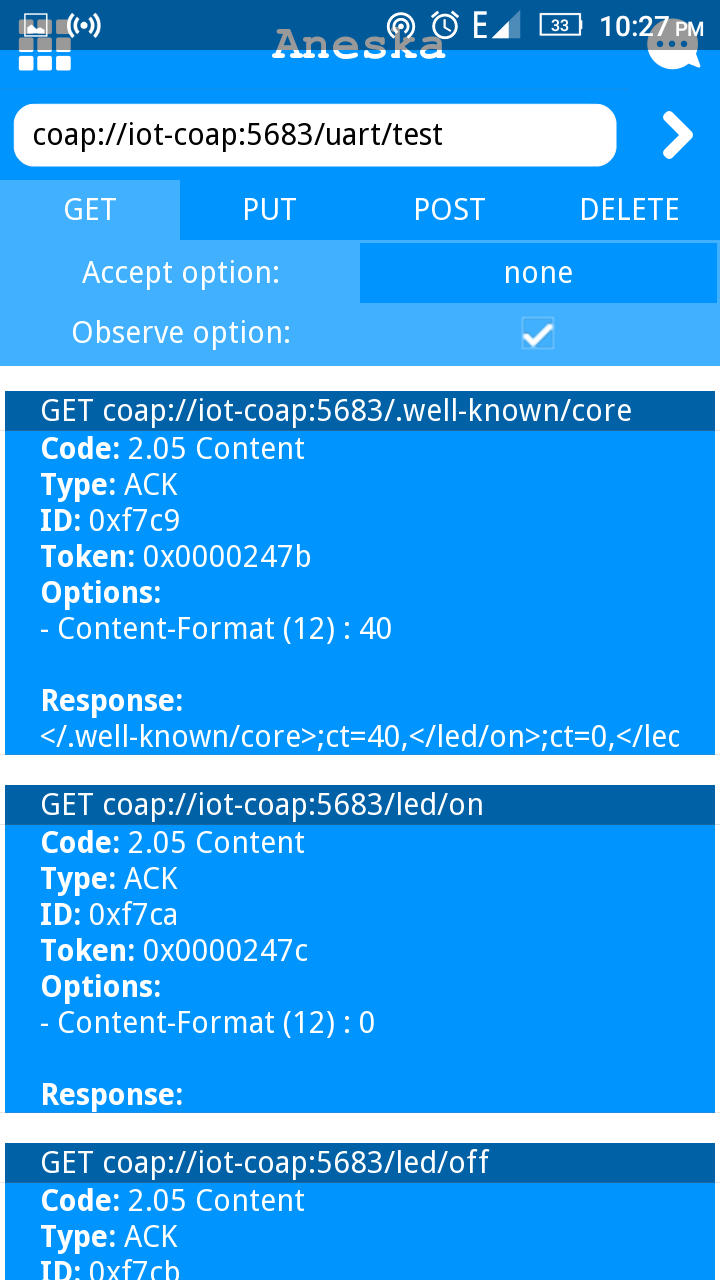 33 10:27 PM
Aneska
coap://iot-coap:5683/uart/test
GET PUT POST DELETE
Accept option: none
Observe option:
GET coap://iot-coap:5683/.well-known/core
Code: 2.05 Content
Type: ACK
ID: 0xf7c9
Token: 0x0000247b
Options:
- Content-Format (12) : 40
Response:
</.well-known/core>;ct=40,</led/on>;ct=0,</led
GET coap://iot-coap:5683/led/on
Code: 2.05 Content
Type: ACK
ID: 0xf7ca
Token: 0x0000247c
Options:
- Content-Format (12) : 0
Response:
GET coap://iot-coap:5683/led/off
Code: 2.05 Content
Type: ACK
ID: 0xf7cb